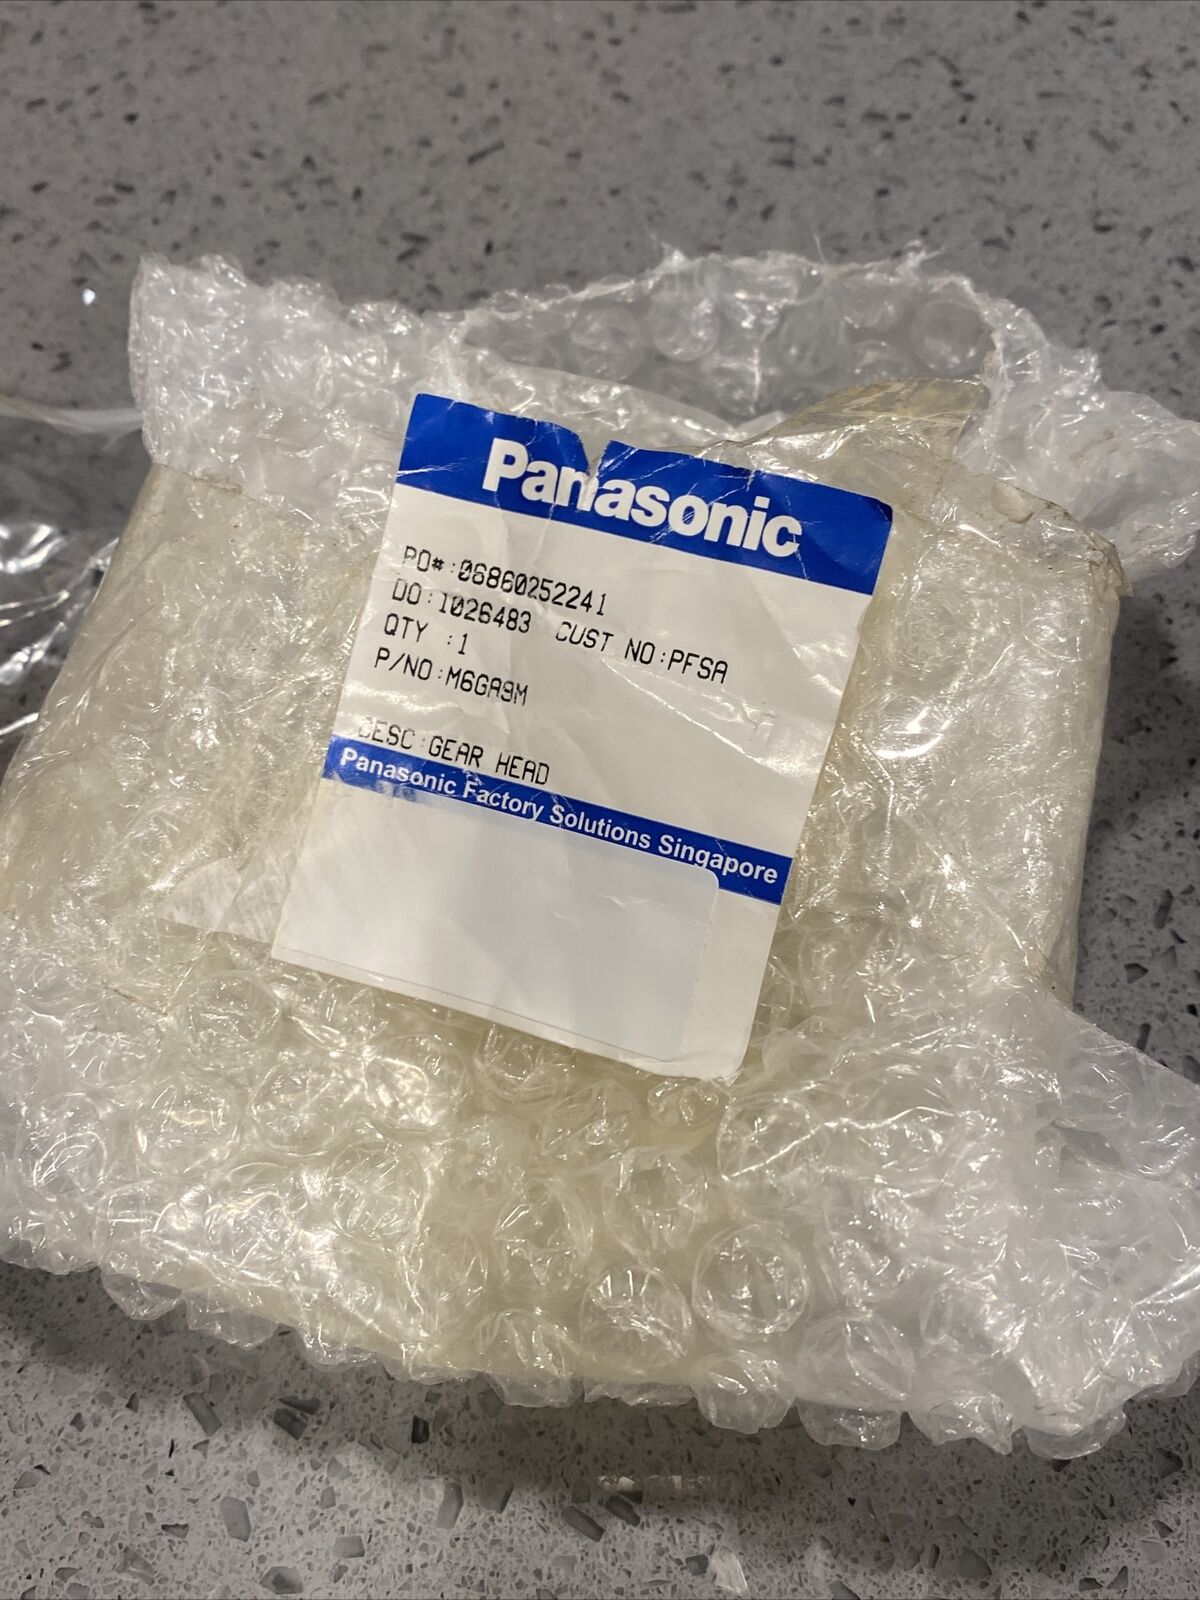 Panasonic
PO#:06860252241
DO:1026483 CUST NO:PFSA
QTY :1
P/NO:M6GA9M
DESC:GEAR HEAD
Panasonic Factory Solutions Singapore